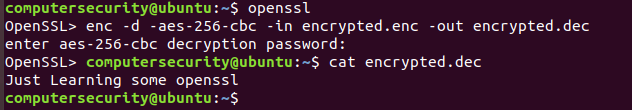 computersecurity@ubuntu:~$ openssl
OpenSSL> enc -d -aes-256-cbc -in encrypted.enc -out encrypted.dec
enter aes-256-cbc decryption password:
OpenSSL> computersecurity@ubuntu:~$ cat encrypted.dec
Just Learning some openssl
computersecurity@ubuntu:~$